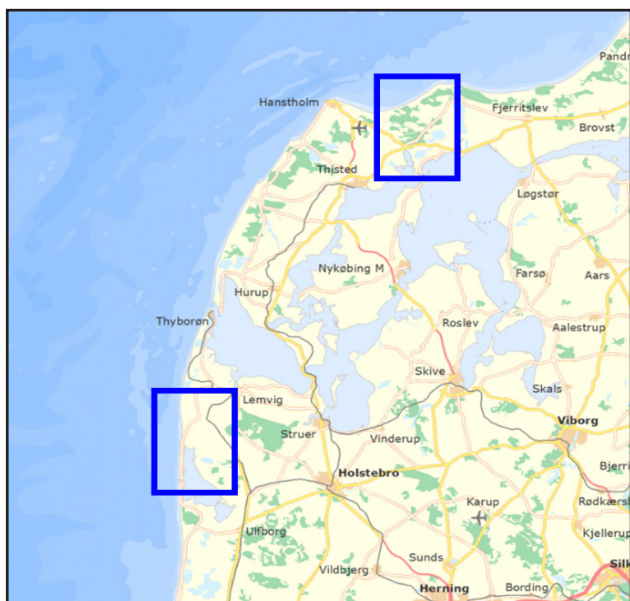 Pandr
Hanstholm
Fjerritslev
Brovst
Thisted
Løgstør
Nykøbing M
Farsø
Aars
Hurup
Thyborøn
Roslev
Aalestrup
Skive
Skals
Lemvig
Viborg
Struer
Vinderup
Bjerri
Holstebro
Karup
Rødkærs
Ulfborg
Kjellerup
Sunds
Vildbjerg
Silk
Herning
Bording